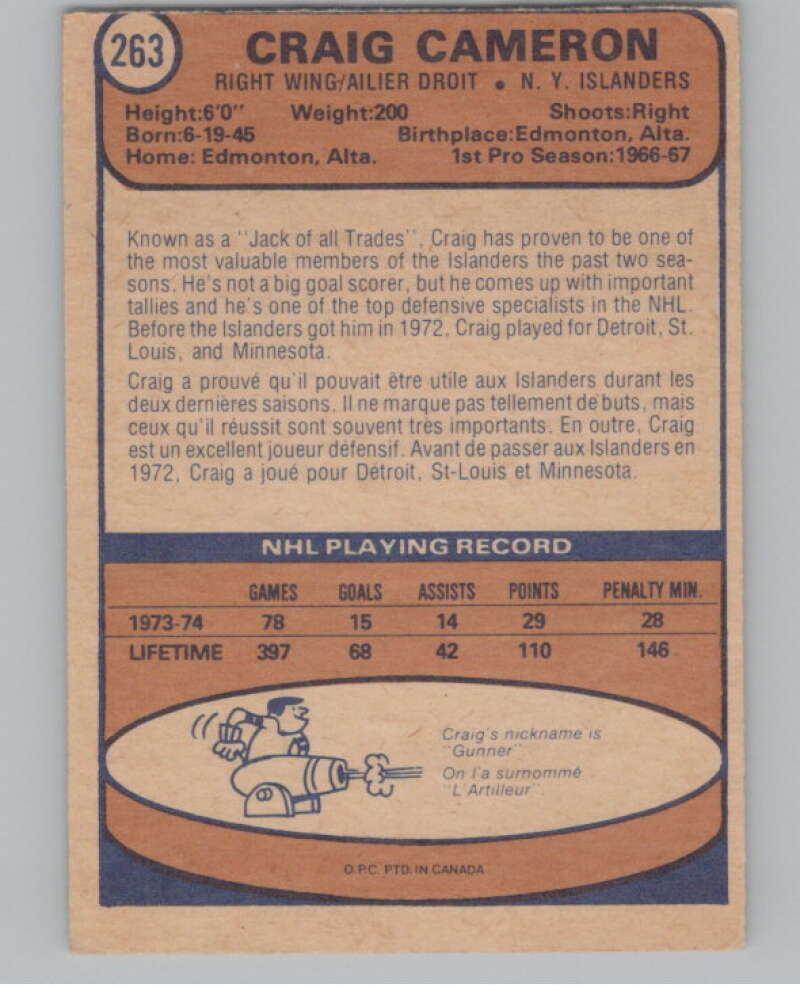 263
CRAIG CAMERON
RIGHT WING/AILIER DROIT • N. Y. ISLANDERS
Height:6'0" Weight:200 Shoots:Right
Born:6-19-45 Birthplace:Edmonton, Alta.
Home: Edmonton, Alta. 1st Pro Season:1966-67
Known as a "Jack of all Trades", Craig has proven to be one of
the most valuable members of the Islanders the past two sea-
sons. He's not a big goal scorer, but he comes up with important
tallies and he's one of the top defensive specialists in the NHL.
Before the Islanders got him in 1972, Craig played for Detroit, St.
Louis, and Minnesota.
Craig a prouvé qu'il pouvait être utile aux Islanders durant les
deux dernières saisons. Il ne marque pas tellement de buts, mais
ceux qu'il réussit sont souvent très importants. En outre, Craig
est un excellent joueur défensif. Avant de passer aux Islanders en
1972, Craig a joué pour Détroit, St-Louis et Minnesota.
NHL PLAYING RECORD
GAMES GOALS ASSISTS POINTS PENALTY MIN.
1973-74 78 15 14 29 28
LIFETIME 397 68 42 110 146
Craig's nickname is
"Gunner"
On l'a surnommé
"L'Artilleur".
O.P.C. PTD. IN CANADA